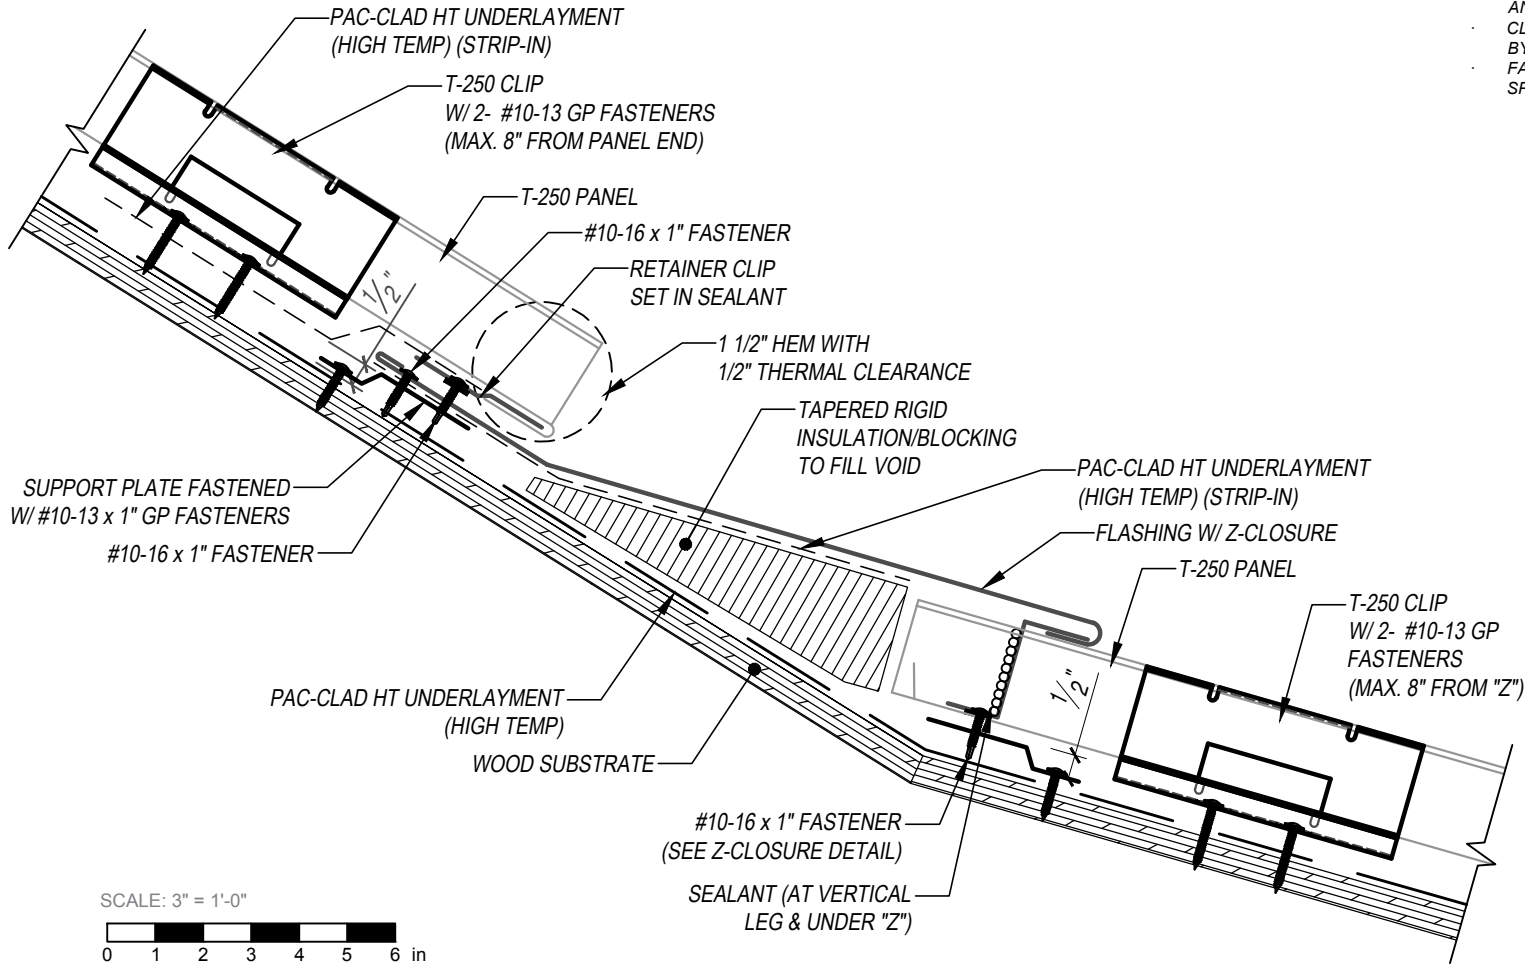 PAC-CLAD HT UNDERLAYMENT
(HIGH TEMP) (STRIP-IN)
T-250 CLIP
W/ 2- #10-13 GP FASTENERS
(MAX. 8" FROM PANEL END)
T-250 PANEL
#10-16 x 1" FASTENER
RETAINER CLIP
SET IN SEALANT
1/2"
1 1/2" HEM WITH
1/2" THERMAL CLEARANCE
TAPERED RIGID
INSULATION/BLOCKING
TO FILL VOID
PAC-CLAD HT UNDERLAYMENT
(HIGH TEMP) (STRIP-IN)
FLASHING W/ Z-CLOSURE
T-250 PANEL
T-250 CLIP
W/ 2- #10-13 GP
FASTENERS
(MAX. 8" FROM "Z")
SUPPORT PLATE FASTENED
W/ #10-13 x 1" GP FASTENERS
#10-16 x 1" FASTENER
PAC-CLAD HT UNDERLAYMENT
(HIGH TEMP)
WOOD SUBSTRATE
1/2"
#10-16 x 1" FASTENER
(SEE Z-CLOSURE DETAIL)
SEALANT (AT VERTICAL
LEG & UNDER "Z")
SCALE: 3" = 1'-0"
0 1 2 3 4 5 6 in